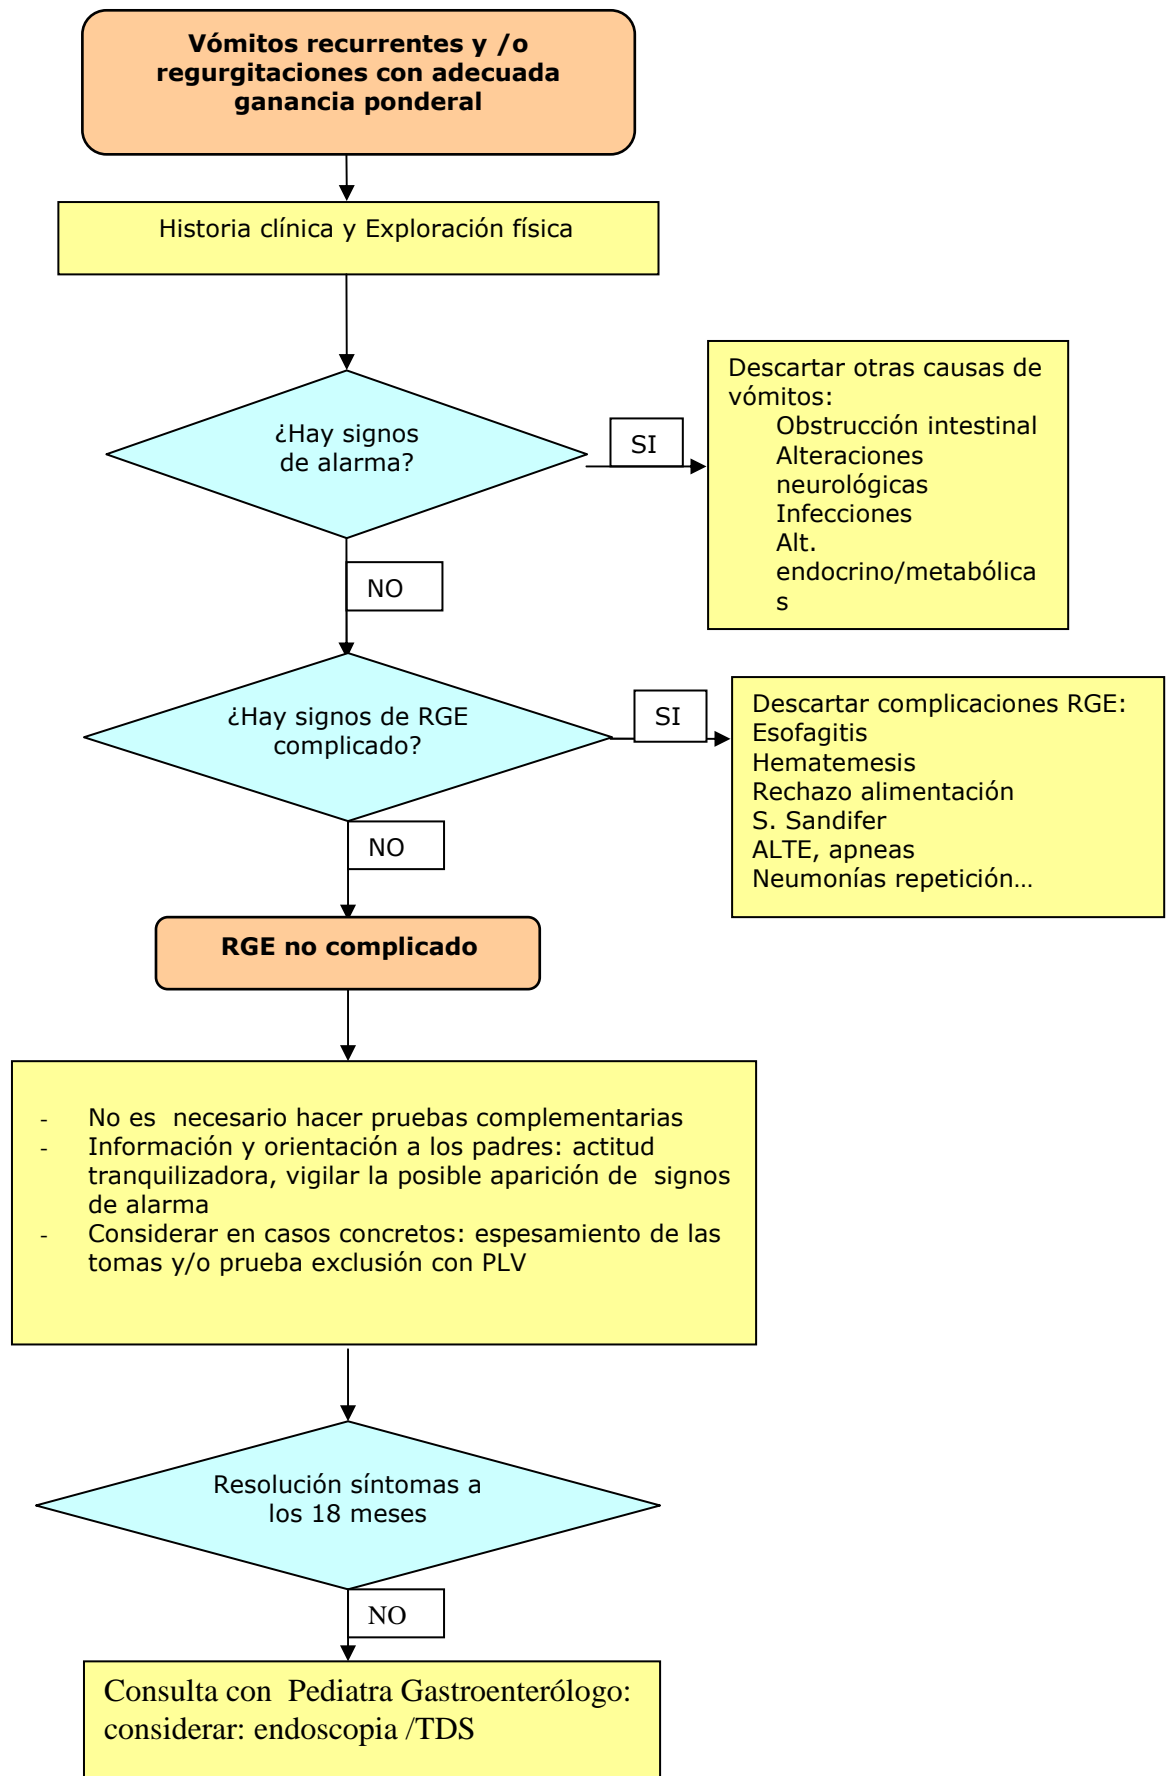 Vómitos recurrentes y /o
regurgitaciones con adecuada
ganancia ponderal
Historia clínica y Exploración física
¿Hay signos
de alarma?
SI
Descartar otras causas de
vómitos:
Obstrucción intestinal
Alteraciones
neurológicas
Infecciones
Alt.
endocrino/metabólica
s
NO
¿Hay signos de RGE
complicado?
SI
Descartar complicaciones RGE:
Esofagitis
Hematemesis
Rechazo alimentación
S. Sandifer
ALTE, apneas
Neumonías repetición…
NO
RGE no complicado
- No es  necesario hacer pruebas complementarias
- Información y orientación a los padres: actitud
tranquilizadora, vigilar la posible aparición de  signos
de alarma
- Considerar en casos concretos: espesamiento de las
tomas y/o prueba exclusión con PLV
Resolución síntomas a
los 18 meses
NO
Consulta con  Pediatra Gastroenterólogo:
considerar: endoscopia /TDS